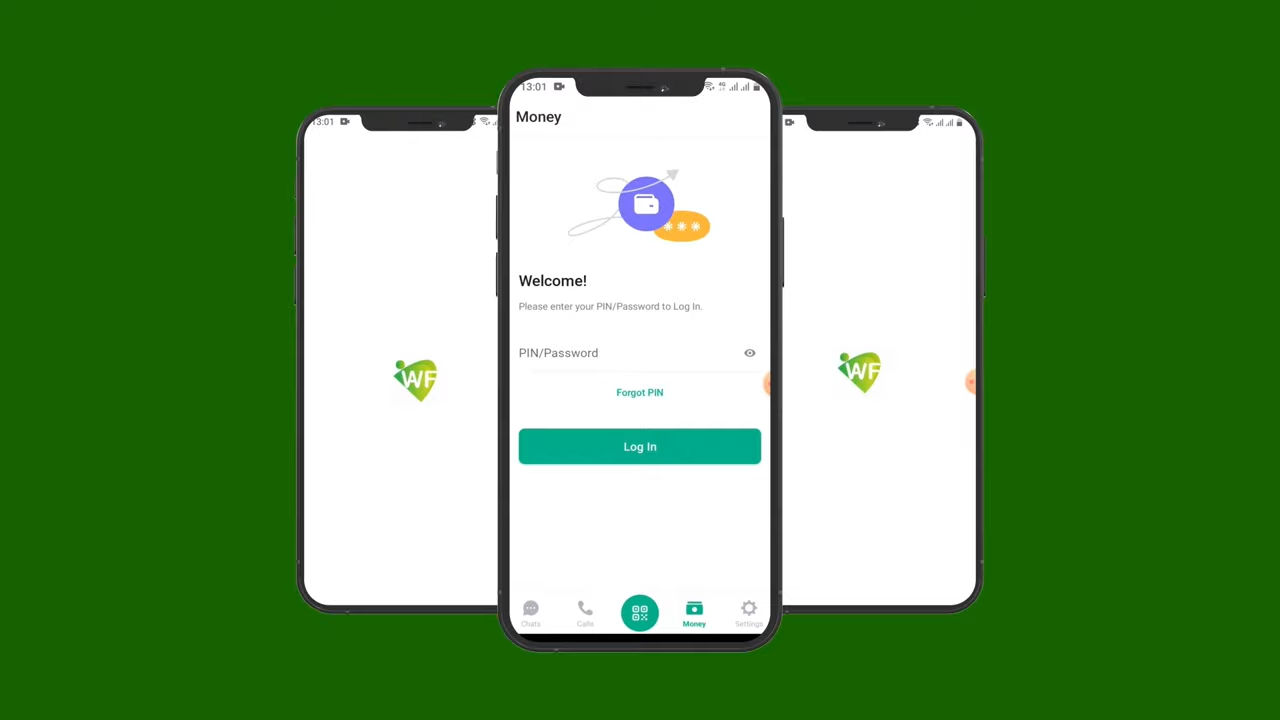 13:01
WF
13:01
4G
Money
Welcome!
Please enter your PIN/Password to Log In.
PIN/Password
Forgot PIN
Log In
Chats
Calls
Money
Settings
WF